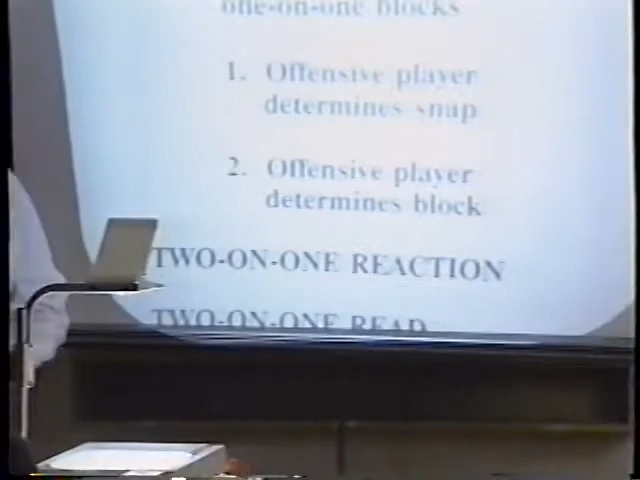 one-on-one blocks
1. Offensive player
determines snap
2. Offensive player
determines block
TWO-ON-ONE REACTION
TWO-ON-ONE READ